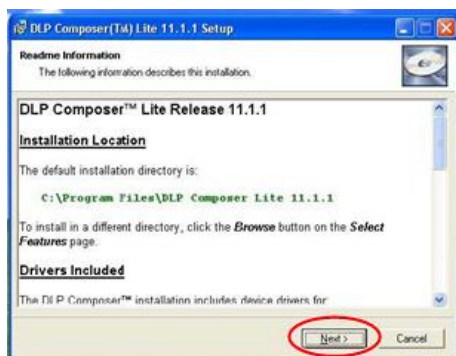 DLP Composer(TM) Lite 11.1.1 Setup
Readme Information
The following information describes this installation.
DLP Composer™ Lite Release 11.1.1
Installation Location
The default installation directory is:
C:\Program Files\DLP Composer Lite 11.1.1
To install in a different directory, click the Browse button on the Select
Features page.
Drivers Included
The DLP Composer™ installation includes device drivers for
Next >
Cancel